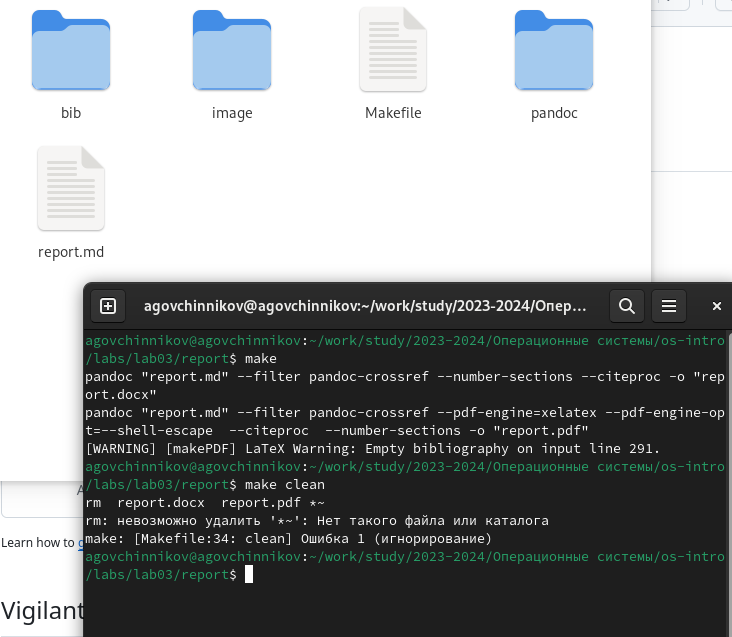 bib
image
Makefile
pandoc
report.md
agovchinnikov@agovchinnikov:~/work/study/2023-2024/Опер...
agovchinnikov@agovchinnikov:~/work/study/2023-2024/Операционные системы/os-intro
/labs/lab03/report$ make
pandoc "report.md" --filter pandoc-crossref --number-sections --citeproc -o "rep
ort.docx"
pandoc "report.md" --filter pandoc-crossref --pdf-engine=xelatex --pdf-engine-op
t=--shell-escape  --citeproc  --number-sections -o "report.pdf"
[WARNING] [makePDF] LaTeX Warning: Empty bibliography on input line 291.
agovchinnikov@agovchinnikov:~/work/study/2023-2024/Операционные системы/os-intro
/labs/lab03/report$ make clean
rm  report.docx  report.pdf *~
rm: невозможно удалить '*~': Нет такого файла или каталога
make: [Makefile:34: clean] Ошибка 1 (игнорирование)
agovchinnikov@agovchinnikov:~/work/study/2023-2024/Операционные системы/os-intro
/labs/lab03/report$
Learn how to
Vigilant